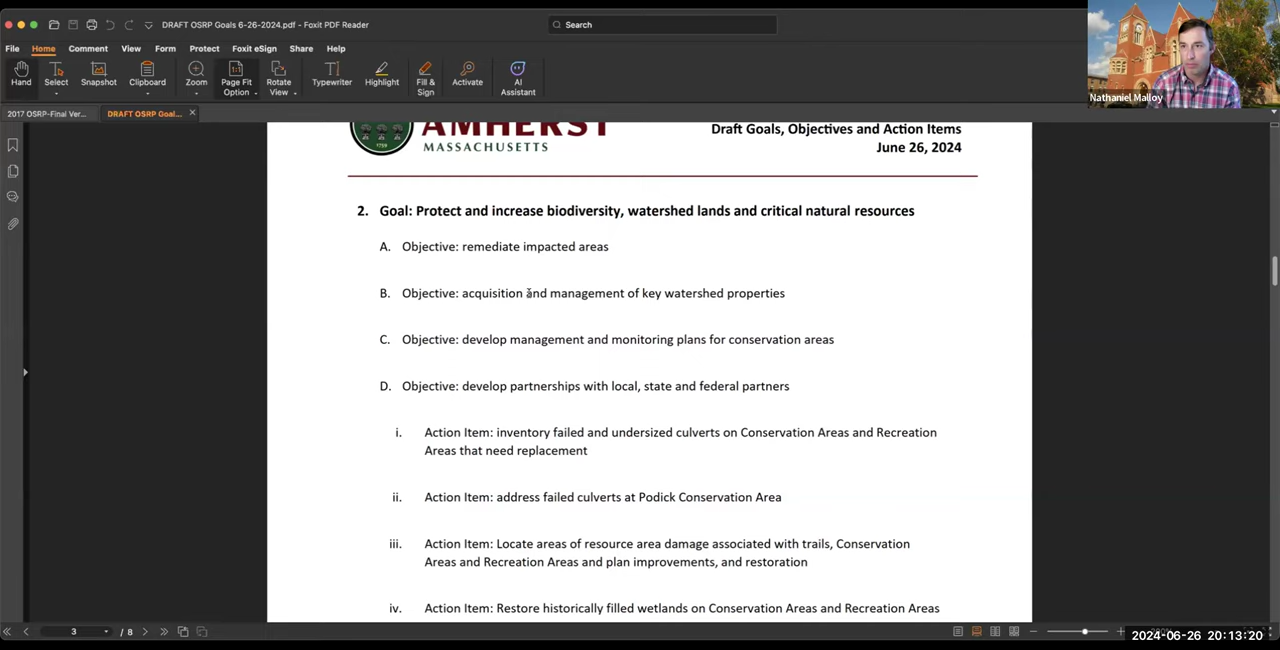 DRAFT OSRP Goals 6-26-2024.pdf - Foxit PDF Reader
Search
File Home Comment View Form Protect Foxit eSign Share Help
Hand Select Snapshot Clipboard Zoom Page Fit Option Rotate View Typewriter Highlight Fill & Sign Activate AI Assistant
Nathaniel Malloy
2017 OSRP-Final Ver... DRAFT OSRP Goal...
AMHERST
MASSACHUSETTS
1759
Draft Goals, Objectives and Action Items
June 26, 2024
2. Goal: Protect and increase biodiversity, watershed lands and critical natural resources
A. Objective: remediate impacted areas
B. Objective: acquisition and management of key watershed properties
C. Objective: develop management and monitoring plans for conservation areas
D. Objective: develop partnerships with local, state and federal partners
i. Action Item: inventory failed and undersized culverts on Conservation Areas and Recreation
Areas that need replacement
ii. Action Item: address failed culverts at Podick Conservation Area
iii. Action Item: Locate areas of resource area damage associated with trails, Conservation
Areas and Recreation Areas and plan improvements, and restoration
iv. Action Item: Restore historically filled wetlands on Conservation Areas and Recreation Areas
3 / 8
2024-06-26 20:13:20